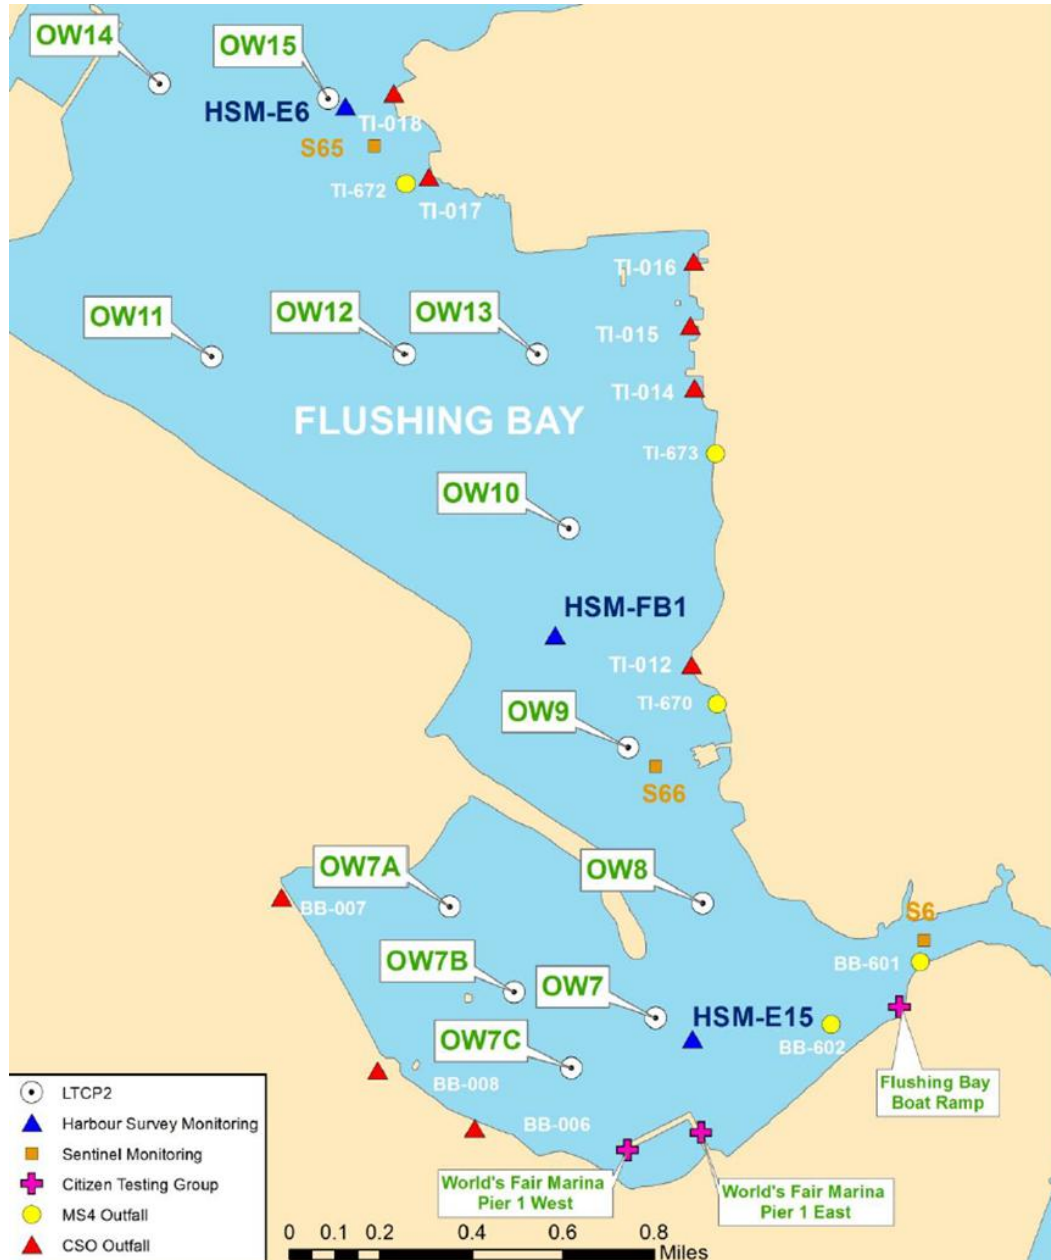 OW14
OW15
HSM-E6
TI-018
S65
TI-672
TI-017
TI-016
OW11
OW12
OW13
TI-015
TI-014
FLUSHING BAY
TI-673
OW10
HSM-FB1
TI-012
TI-670
OW9
S66
OW7A
OW8
BB-007
S6
OW7B
BB-601
OW7
HSM-E15
OW7C
BB-602
BB-008
Flushing Bay
Boat Ramp
BB-006
World's Fair Marina
Pier 1 West
World's Fair Marina
Pier 1 East
LTCP2
Harbour Survey Monitoring
Sentinel Monitoring
Citizen Testing Group
MS4 Outfall
CSO Outfall
0 0.1 0.2 0.4 0.6 0.8
Miles